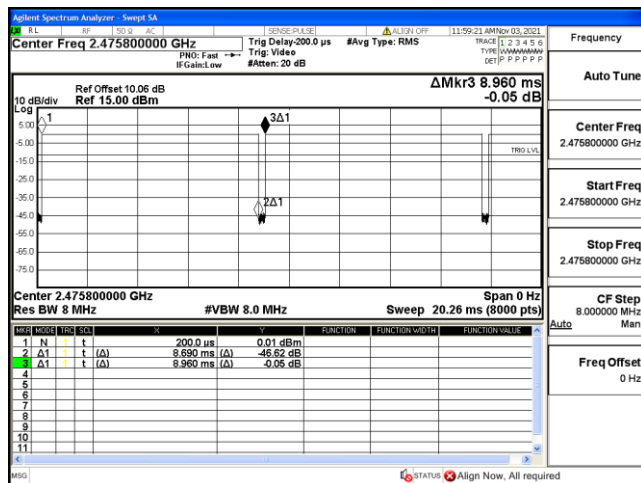 Agilent Spectrum Analyzer - Swept SA
RL RF 50 Ω AC SENSE:PULSE ALIGN OFF 11:59:21 AM Nov 03, 2021
Center Freq 2.475800000 GHz
PNO: Fast
IFGain:Low
Trig Delay-200.0 µs
Trig: Video
#Atten: 20 dB
#Avg Type: RMS
TRACE 1 2 3 4 5 6
TYPE WWWWWW
DET P P P P P P
Ref Offset 10.06 dB
10 dB/div Ref 15.00 dBm
Log
ΔMkr3 8.960 ms
-0.05 dB
1
3Δ1
2Δ1
TRIG LVL
5.00
-5.00
-15.0
-25.0
-35.0
-45.0
-55.0
-65.0
-75.0
Center 2.475800000 GHz Span 0 Hz
Res BW 8 MHz #VBW 8.0 MHz Sweep 20.26 ms (8000 pts)
MKR MODE TRC SCL X Y FUNCTION FUNCTION WIDTH FUNCTION VALUE
1 N 1 t 200.0 µs 0.01 dBm
2 Δ1 1 t (Δ) 8.690 ms (Δ) -46.62 dB
3 Δ1 1 t (Δ) 8.960 ms (Δ) -0.05 dB
4
5
6
7
8
9
10
11
MSG STATUS Align Now, All required
Frequency
Auto Tune
Center Freq
2.475800000 GHz
Start Freq
2.475800000 GHz
Stop Freq
2.475800000 GHz
CF Step
8.000000 MHz
Auto Man
Freq Offset
0 Hz